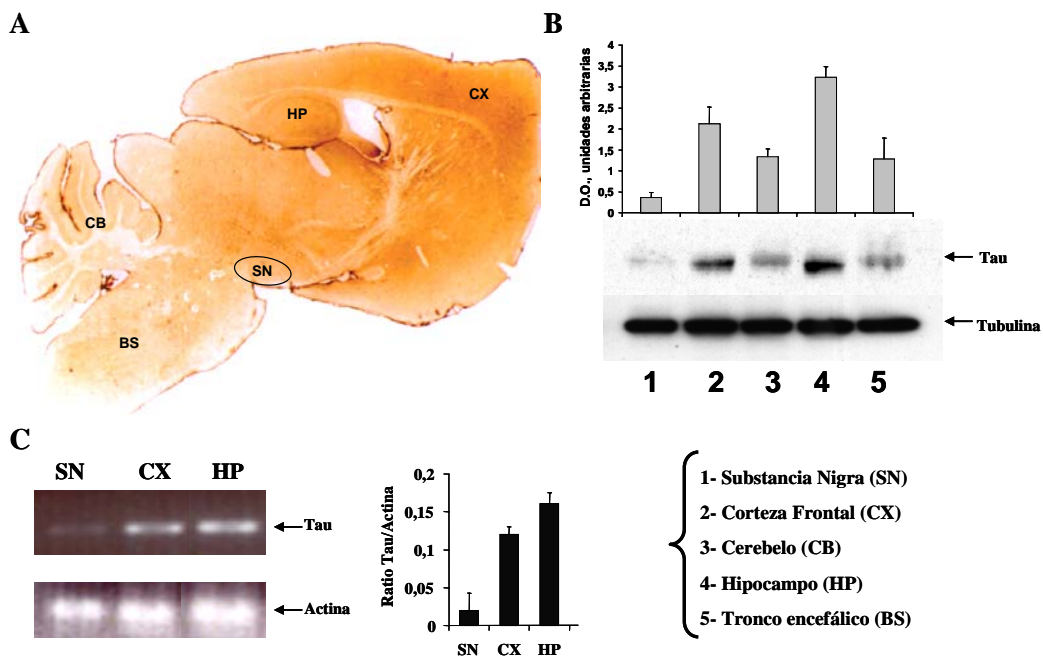 A
CX
HP
CB
SN
BS
B
D.O., unidades arbitrarias
4
3,5
3
2,5
2
1,5
1
0,5
0
Tau
Tubulina
1 2 3 4 5
C
SN CX HP
Tau
Actina
Ratio Tau/Actina
0,2
0,15
0,1
0,05
0
SN CX HP
1- Substancia Nigra (SN)
2- Corteza Frontal (CX)
3- Cerebelo (CB)
4- Hipocampo (HP)
5- Tronco encefálico (BS)